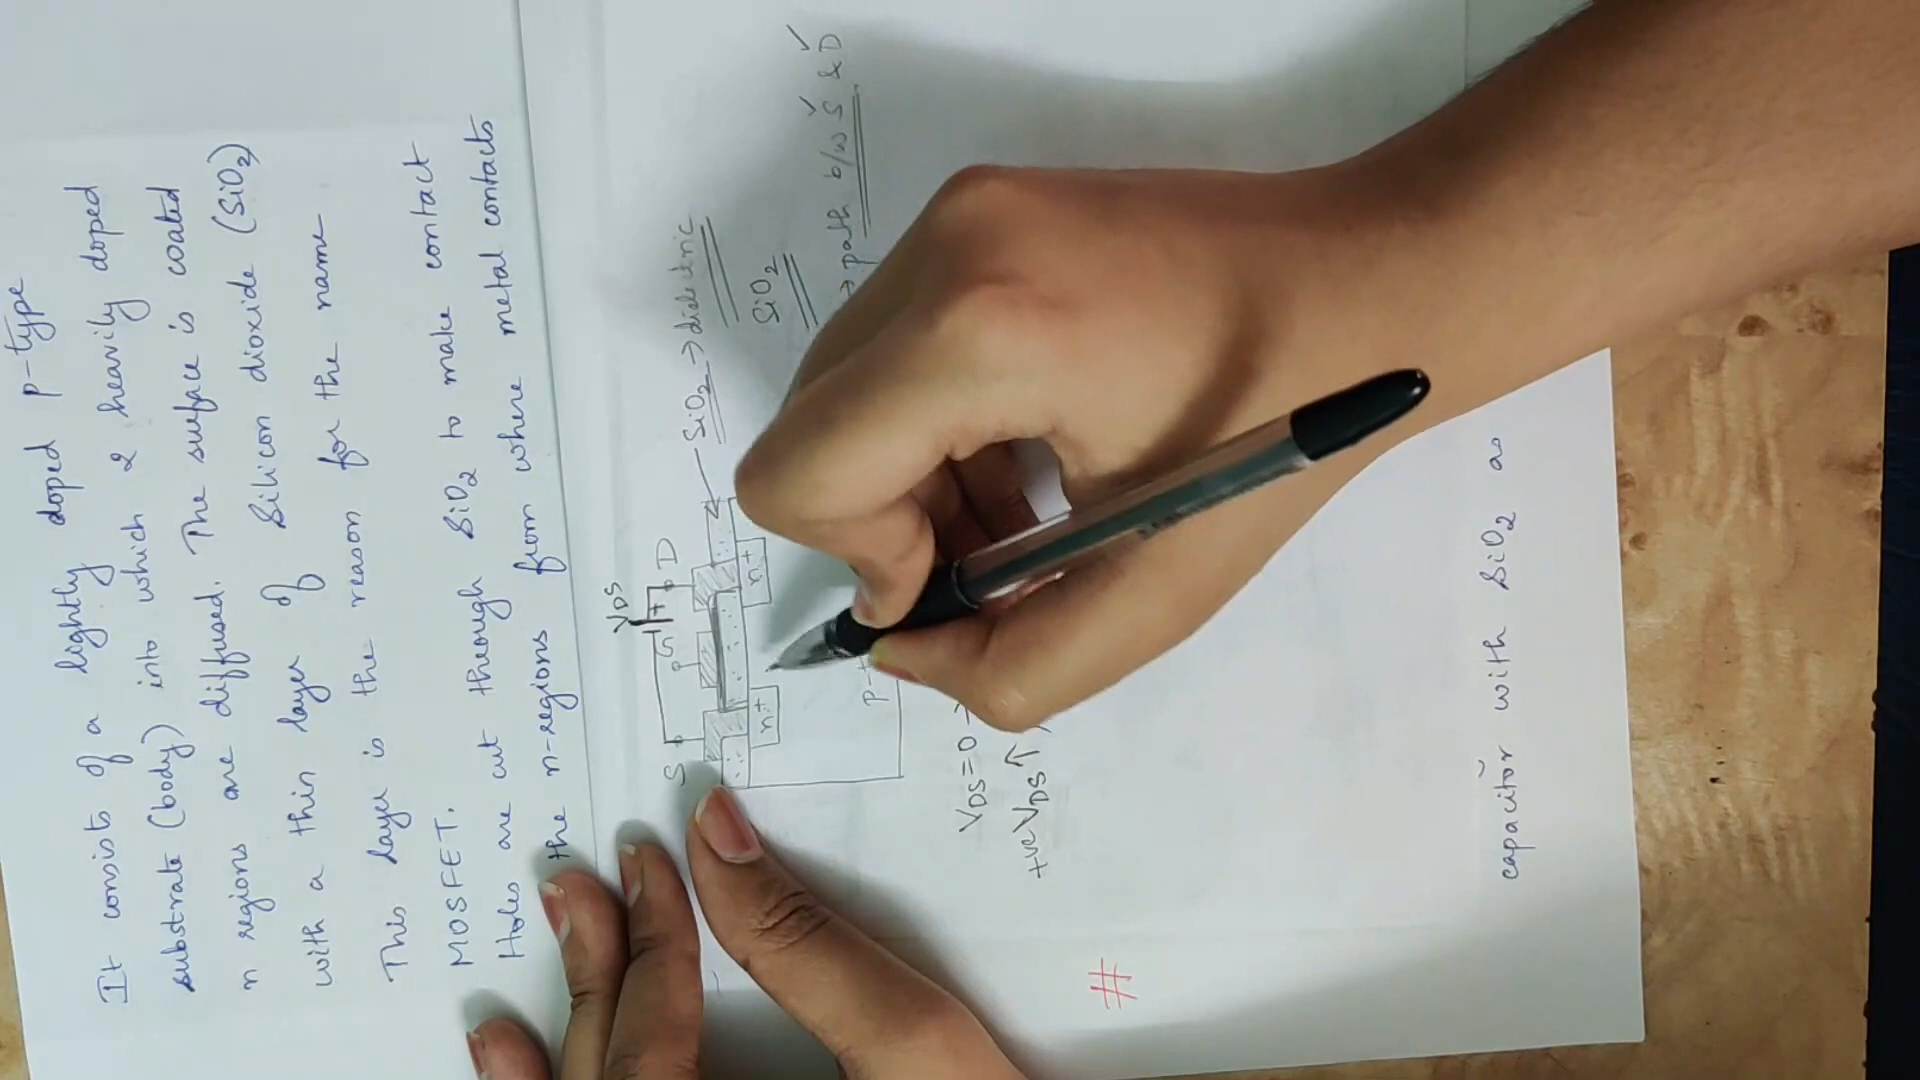 It consists of a lightly doped P-type
substrate (body) into which 2 heavily doped
n regions are diffused. The surface is coated
with a thin layer of Silicon dioxide (SiO2)
This layer is the reason for the name
MOSFET.
Holes are cut through SiO2 to make contact
the n-regions from where metal contacts
VDS
S
G
D
SiO2 → dielectric
SiO2
n+
n+
P-
→ path b/w S & D
VDS=0 →
+ve VDS↑
#
capacitor with SiO2 as